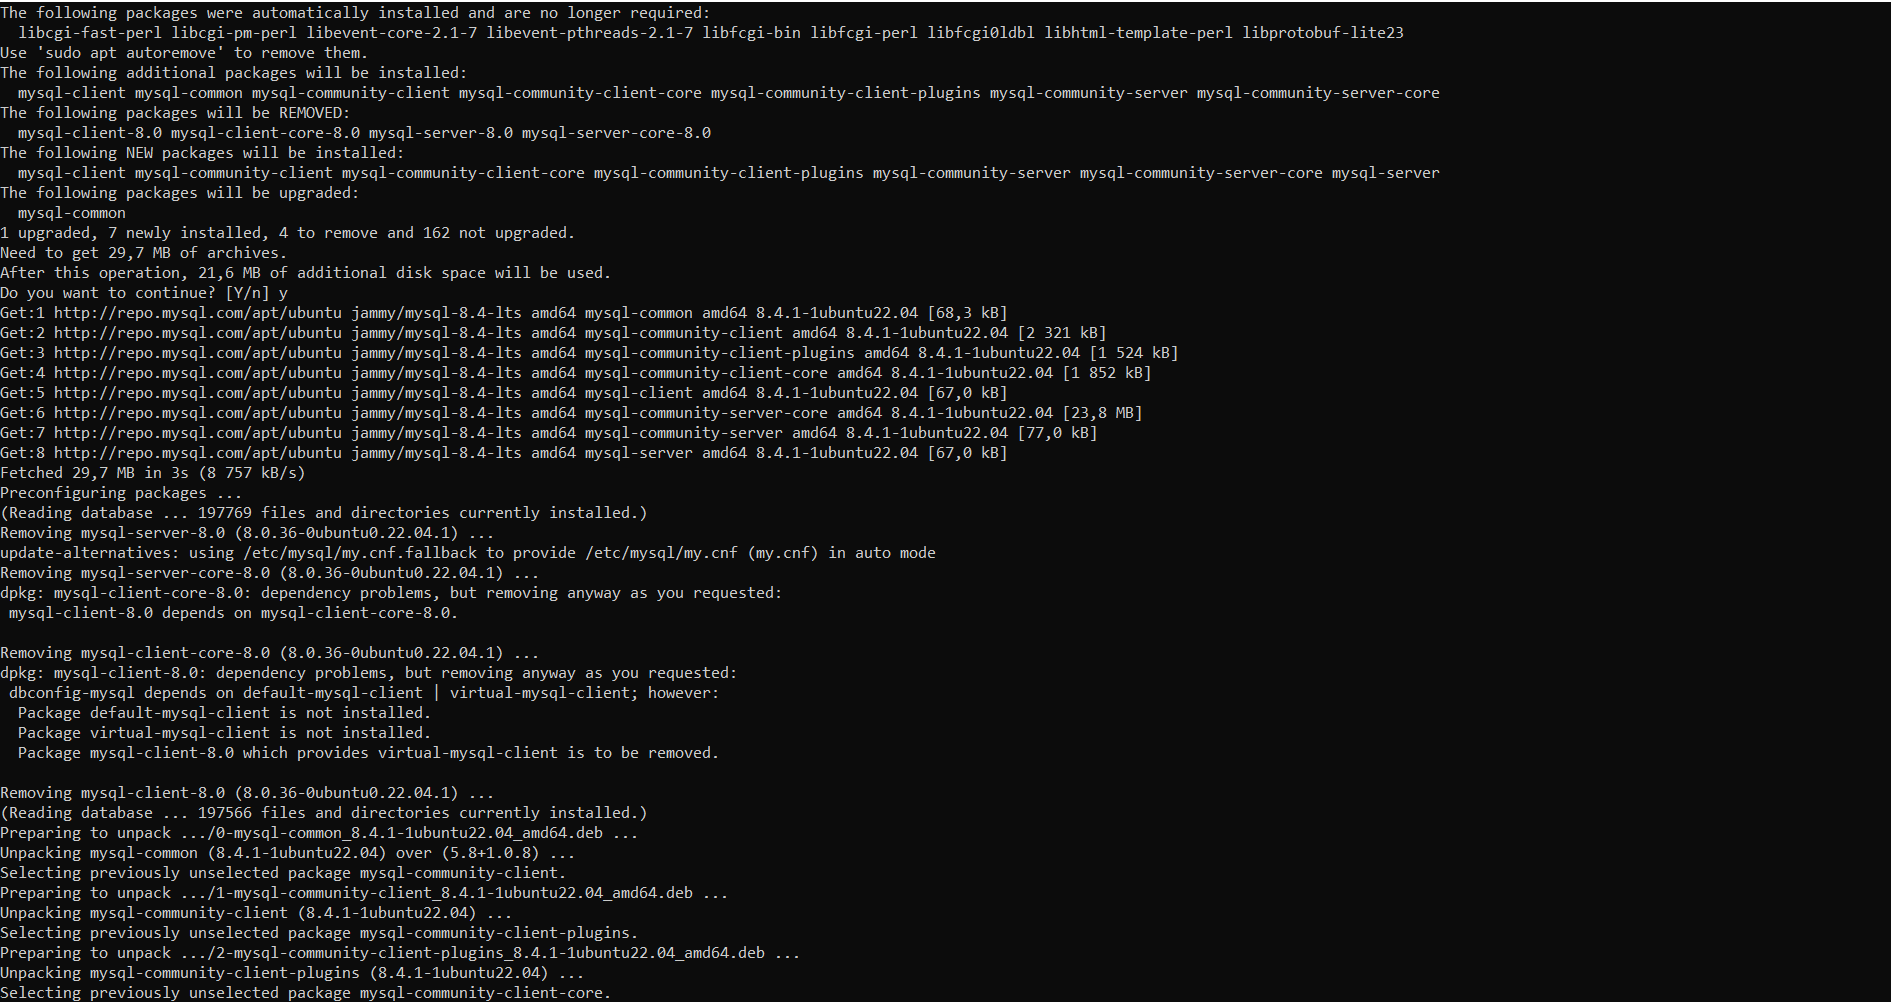 The following packages were automatically installed and are no longer required:
  libcgi-fast-perl libcgi-pm-perl libevent-core-2.1-7 libevent-pthreads-2.1-7 libfcgi-bin libfcgi-perl libfcgi0ldbl libhtml-template-perl libprotobuf-lite23
Use 'sudo apt autoremove' to remove them.
The following additional packages will be installed:
  mysql-client mysql-common mysql-community-client mysql-community-client-core mysql-community-client-plugins mysql-community-server mysql-community-server-core
The following packages will be REMOVED:
  mysql-client-8.0 mysql-client-core-8.0 mysql-server-8.0 mysql-server-core-8.0
The following NEW packages will be installed:
  mysql-client mysql-community-client mysql-community-client-core mysql-community-client-plugins mysql-community-server mysql-community-server-core mysql-server
The following packages will be upgraded:
  mysql-common
1 upgraded, 7 newly installed, 4 to remove and 162 not upgraded.
Need to get 29,7 MB of archives.
After this operation, 21,6 MB of additional disk space will be used.
Do you want to continue? [Y/n] y
Get:1 http://repo.mysql.com/apt/ubuntu jammy/mysql-8.4-lts amd64 mysql-common amd64 8.4.1-1ubuntu22.04 [68,3 kB]
Get:2 http://repo.mysql.com/apt/ubuntu jammy/mysql-8.4-lts amd64 mysql-community-client amd64 8.4.1-1ubuntu22.04 [2 321 kB]
Get:3 http://repo.mysql.com/apt/ubuntu jammy/mysql-8.4-lts amd64 mysql-community-client-plugins amd64 8.4.1-1ubuntu22.04 [1 524 kB]
Get:4 http://repo.mysql.com/apt/ubuntu jammy/mysql-8.4-lts amd64 mysql-community-client-core amd64 8.4.1-1ubuntu22.04 [1 852 kB]
Get:5 http://repo.mysql.com/apt/ubuntu jammy/mysql-8.4-lts amd64 mysql-client amd64 8.4.1-1ubuntu22.04 [67,0 kB]
Get:6 http://repo.mysql.com/apt/ubuntu jammy/mysql-8.4-lts amd64 mysql-community-server-core amd64 8.4.1-1ubuntu22.04 [23,8 MB]
Get:7 http://repo.mysql.com/apt/ubuntu jammy/mysql-8.4-lts amd64 mysql-community-server amd64 8.4.1-1ubuntu22.04 [77,0 kB]
Get:8 http://repo.mysql.com/apt/ubuntu jammy/mysql-8.4-lts amd64 mysql-server amd64 8.4.1-1ubuntu22.04 [67,0 kB]
Fetched 29,7 MB in 3s (8 757 kB/s)
Preconfiguring packages ...
(Reading database ... 197769 files and directories currently installed.)
Removing mysql-server-8.0 (8.0.36-0ubuntu0.22.04.1) ...
update-alternatives: using /etc/mysql/my.cnf.fallback to provide /etc/mysql/my.cnf (my.cnf) in auto mode
Removing mysql-server-core-8.0 (8.0.36-0ubuntu0.22.04.1) ...
dpkg: mysql-client-core-8.0: dependency problems, but removing anyway as you requested:
 mysql-client-8.0 depends on mysql-client-core-8.0.

Removing mysql-client-core-8.0 (8.0.36-0ubuntu0.22.04.1) ...
dpkg: mysql-client-8.0: dependency problems, but removing anyway as you requested:
 dbconfig-mysql depends on default-mysql-client | virtual-mysql-client; however:
  Package default-mysql-client is not installed.
  Package virtual-mysql-client is not installed.
  Package mysql-client-8.0 which provides virtual-mysql-client is to be removed.

Removing mysql-client-8.0 (8.0.36-0ubuntu0.22.04.1) ...
(Reading database ... 197566 files and directories currently installed.)
Preparing to unpack .../0-mysql-common_8.4.1-1ubuntu22.04_amd64.deb ...
Unpacking mysql-common (8.4.1-1ubuntu22.04) over (5.8+1.0.8) ...
Selecting previously unselected package mysql-community-client.
Preparing to unpack .../1-mysql-community-client_8.4.1-1ubuntu22.04_amd64.deb ...
Unpacking mysql-community-client (8.4.1-1ubuntu22.04) ...
Selecting previously unselected package mysql-community-client-plugins.
Preparing to unpack .../2-mysql-community-client-plugins_8.4.1-1ubuntu22.04_amd64.deb ...
Unpacking mysql-community-client-plugins (8.4.1-1ubuntu22.04) ...
Selecting previously unselected package mysql-community-client-core.